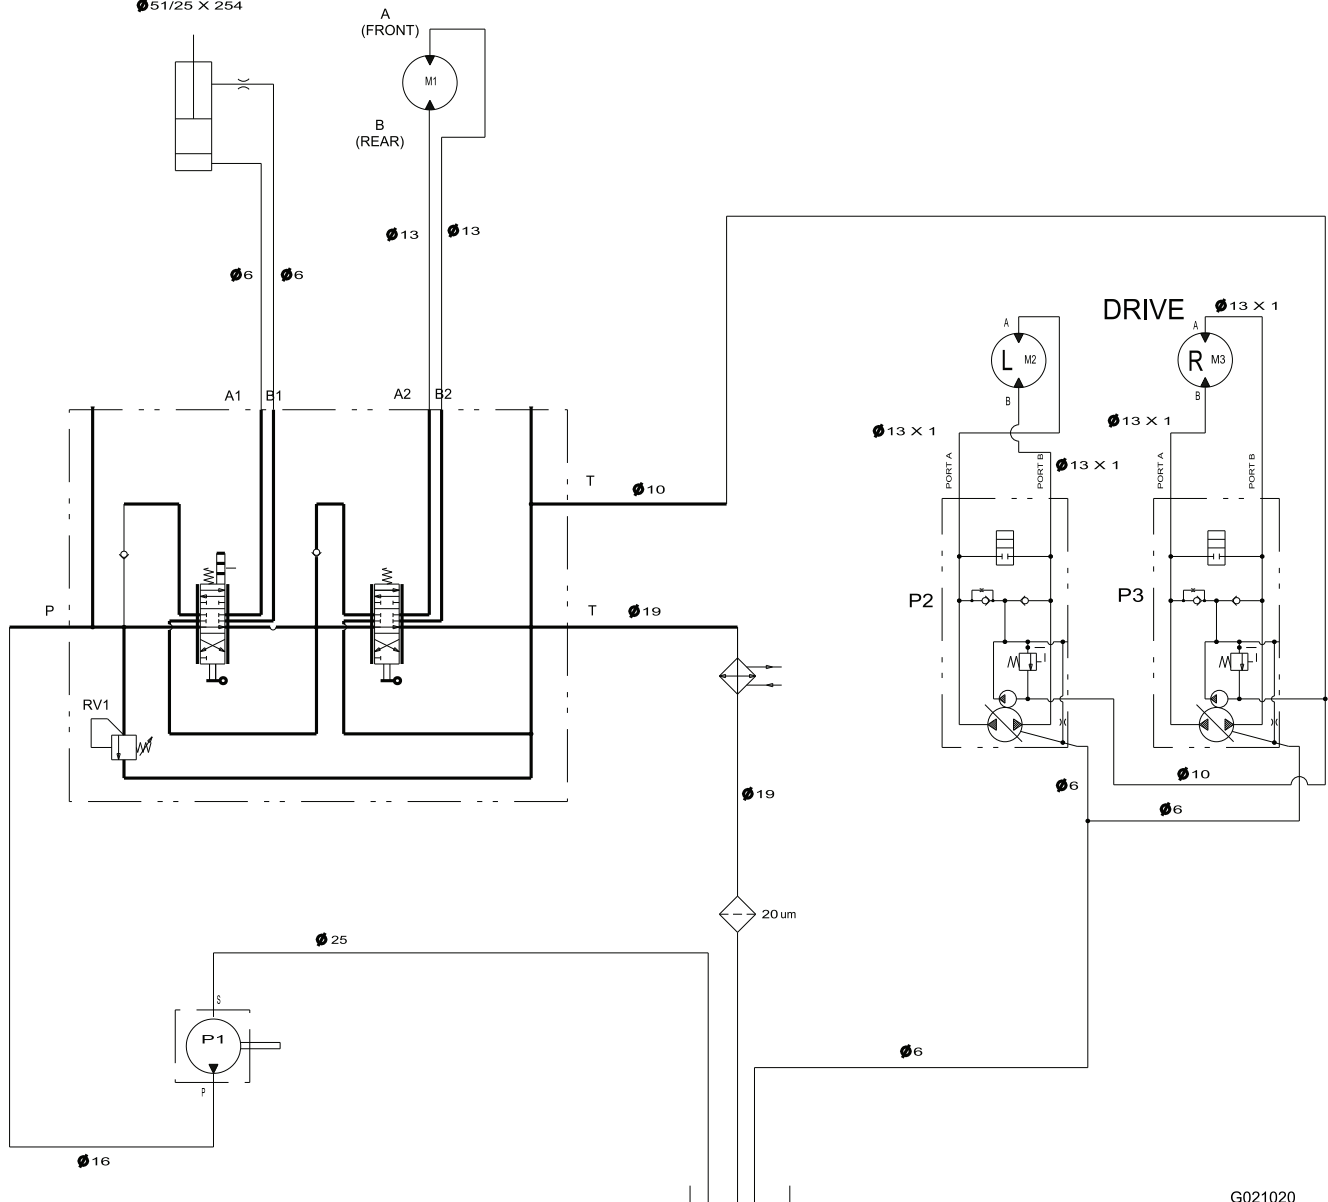 Ø51/25 X 254
A
(FRONT)
M1
B
(REAR)
Ø13
Ø13
Ø6
Ø6
DRIVE
Ø13 X 1
A
L
M2
B
A
R
M3
B
Ø13 X 1
Ø13 X 1
Ø13 X 1
A1
B1
A2
B2
PORT A
PORT B
PORT A
PORT B
T
Ø10
P
T
Ø19
P2
P3
RV1
Ø10
Ø6
Ø6
Ø19
20um
Ø25
S
P1
P
Ø6
Ø16
G021020